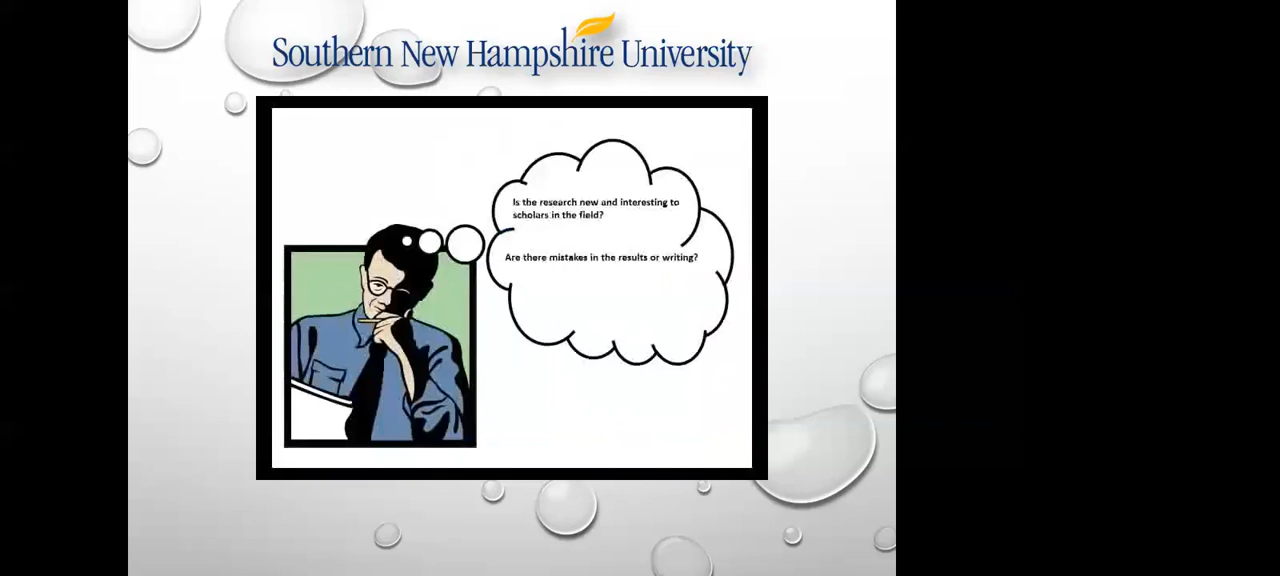 Southern New Hampshire University
Is the research new and interesting to
scholars in the field?
Are there mistakes in the results or writing?